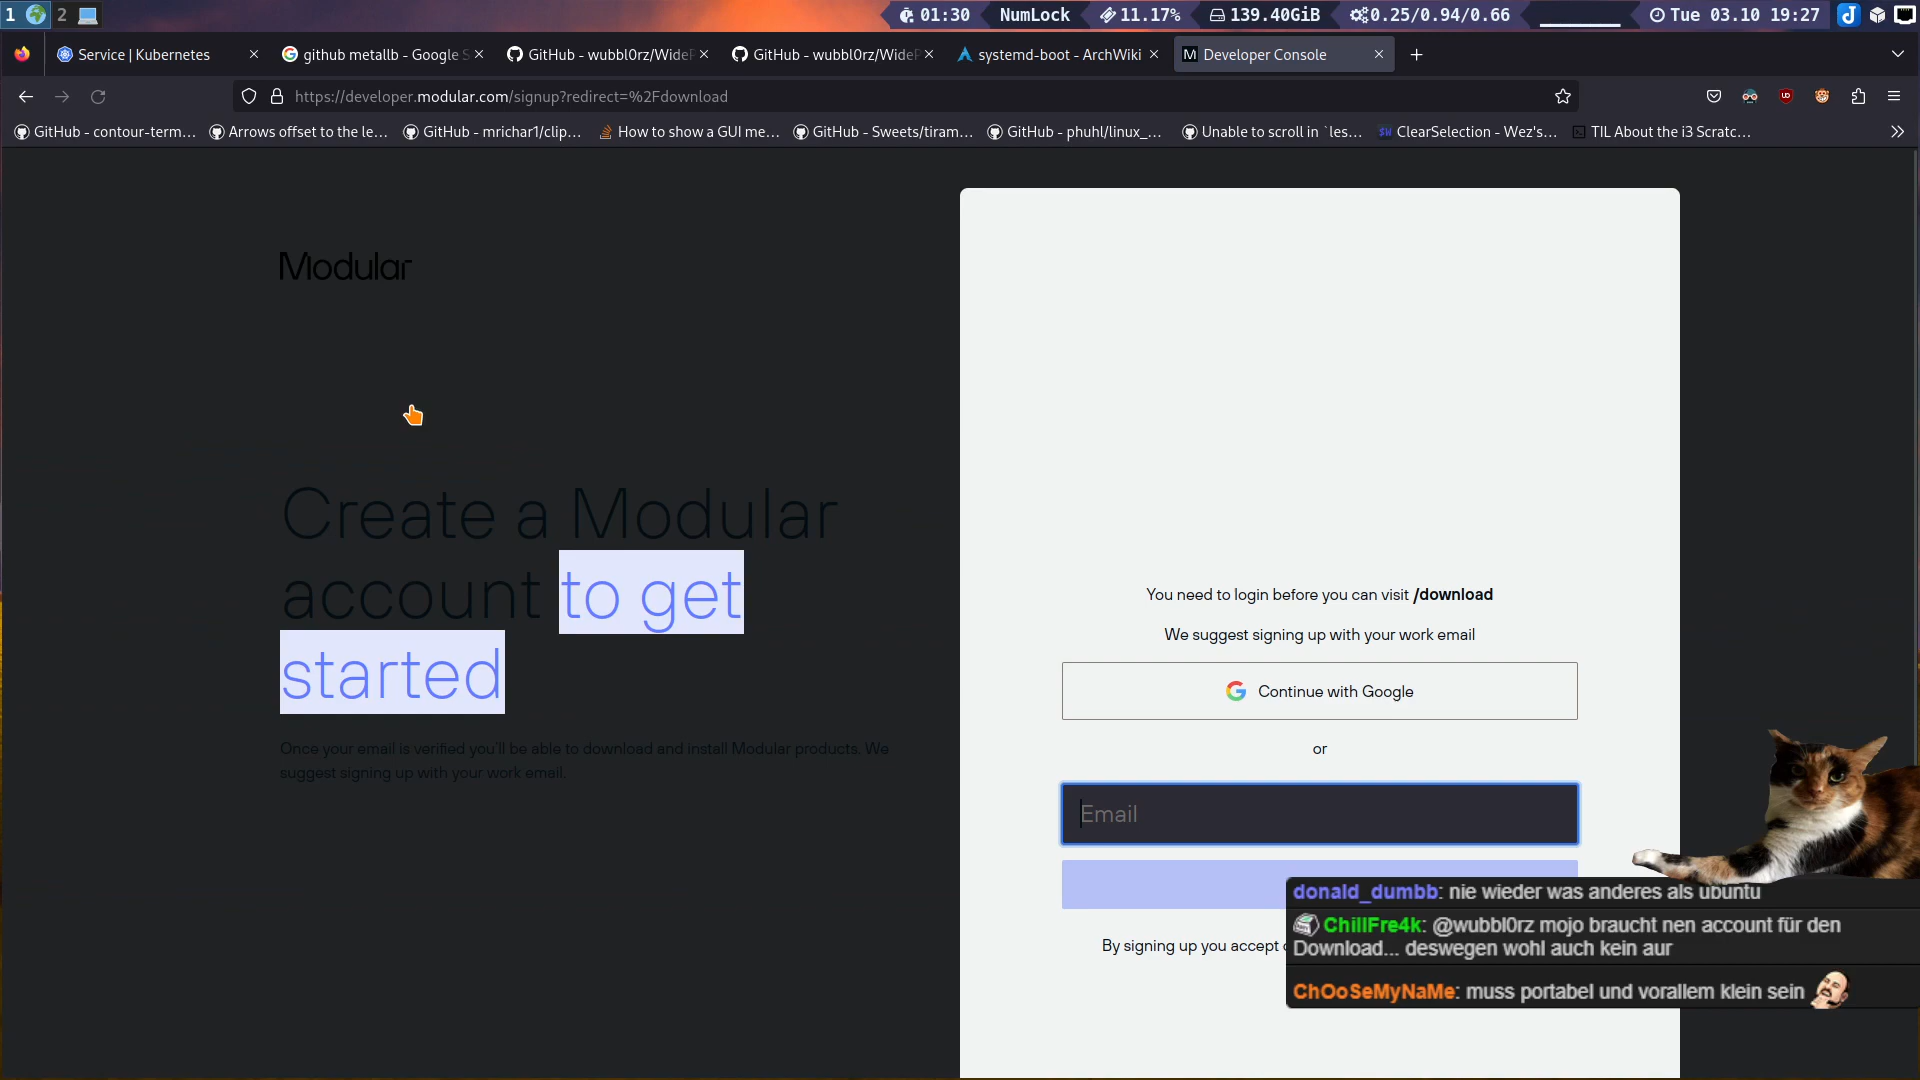 1 2 01:30 NumLock 11.17% 139.40GiB 0.25/0.94/0.66 Tue 03.10 19:27
Service | Kubernetes
github metallb - Google S
GitHub - wubbl0rz/WideP
GitHub - wubbl0rz/WideP
systemd-boot - ArchWiki
Developer Console
https://developer.modular.com/signup?redirect=%2Fdownload
GitHub - contour-term...
Arrows offset to the le...
GitHub - mrichar1/clip...
How to show a GUI me...
GitHub - Sweets/tiram...
GitHub - phuhl/linux_...
Unable to scroll in `les...
ClearSelection - Wez's...
TIL About the i3 Scratc...
Modular
Create a Modular
account to get
started
Once your email is verified you'll be able to download and install Modular products. We
suggest signing up with your work email.
You need to login before you can visit /download
We suggest signing up with your work email
Continue with Google
or
Email
By signing up you accept
donald_dumbb: nie wieder was anderes als ubuntu
ChillFre4k: @wubbl0rz mojo braucht nen account für den
Download... deswegen wohl auch kein aur
ChOoSeMyNaMe: muss portabel und vorallem klein sein